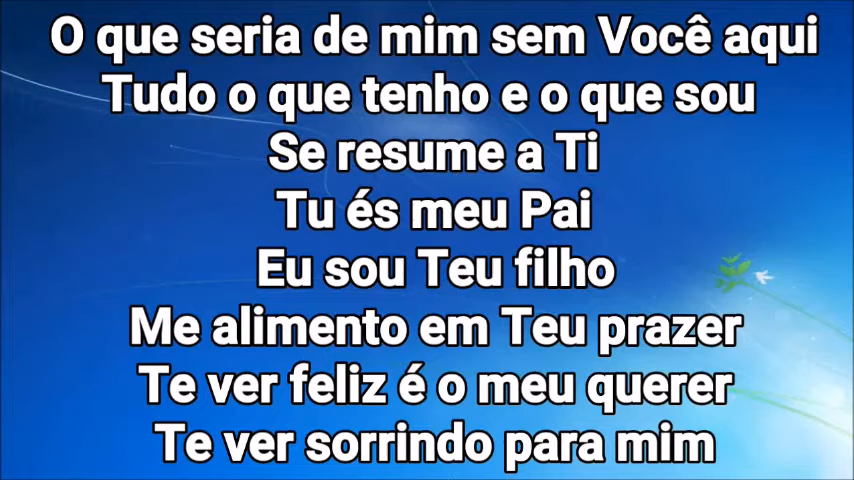 O que seria de mim sem Você aqui
Tudo o que tenho e o que sou
Se resume a Ti
Tu és meu Pai
Eu sou Teu filho
Me alimento em Teu prazer
Te ver feliz é o meu querer
Te ver sorrindo para mim